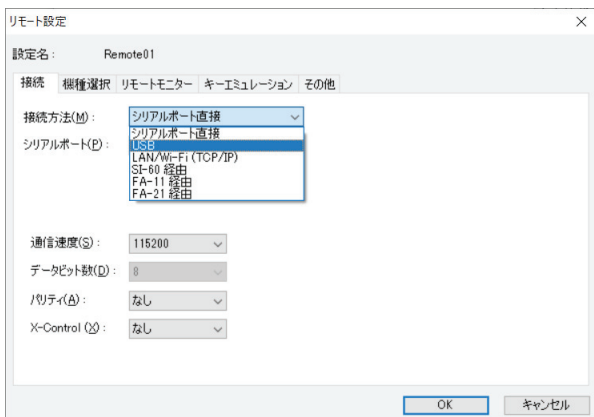 リモート設定
設定名： Remote01
接続 機種選択 リモートモニター キーエミュレーション その他
接続方法(M)： シリアルポート直接
シリアルポート直接
シリアルポート(P)： USB
LAN/Wi-Fi (TCP/IP)
SI-60 経由
FA-11 経由
FA-21 経由
通信速度(S)： 115200
データビット数(D)： 8
パリティ(A)： なし
X-Control (X)： なし
OK キャンセル